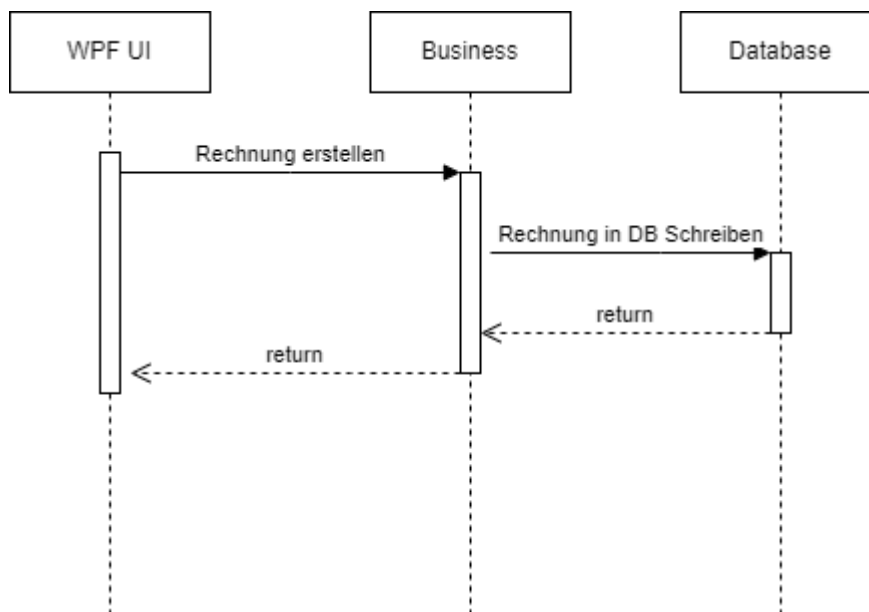 WPF UI
Business
Database
Rechnung erstellen
Rechnung in DB Schreiben
return
return